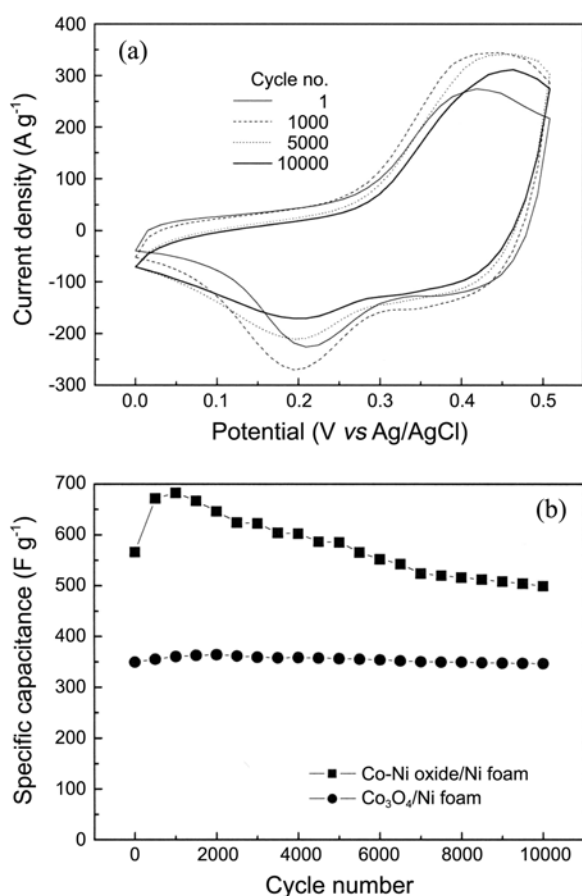 (a)
Cycle no.
1
1000
5000
10000
400
300
200
100
0
-100
-200
-300
Current density (A g⁻¹)
0.0 0.1 0.2 0.3 0.4 0.5
Potential (V vs Ag/AgCl)
(b)
700
600
500
400
300
200
100
0
Specific capacitance (F g⁻¹)
Co-Ni oxide/Ni foam
Co₃O₄/Ni foam
0 2000 4000 6000 8000 10000
Cycle number